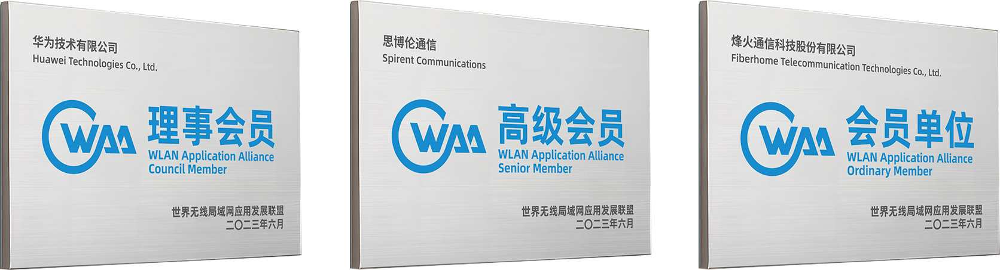 华为技术有限公司
Huawei Technologies Co., Ltd.
WAA
理事会员
WLAN Application Alliance
Council Member
世界无线局域网应用发展联盟
二〇二三年六月
思博伦通信
Spirent Communications
WAA
高级会员
WLAN Application Alliance
Senior Member
世界无线局域网应用发展联盟
二〇二三年六月
烽火通信科技股份有限公司
Fiberhome Telecommunication Technologies Co., Ltd.
WAA
会员单位
WLAN Application Alliance
Ordinary Member
世界无线局域网应用发展联盟
二〇二三年六月